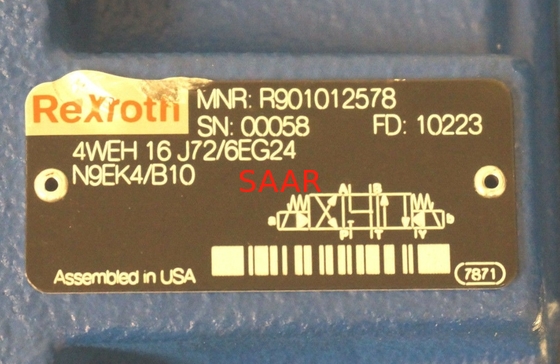 Rexroth
MNR: R901012578
SN: 00058 FD: 10223
4WEH 16 J72/6EG24
N9EK4/B10
SAAR
A B
a b
P T Y
Assembled in USA
7871